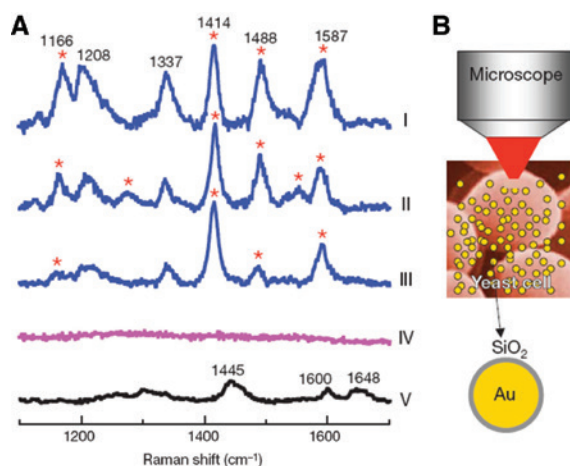 A
1166
*
1208
1337
1414
*
1488
*
1587
*
I
*
*
*
*
*
*
II
*
*
*
*
III
IV
1445
1600
1648
V
1200
1400
1600
Raman shift (cm⁻¹)
B
Microscope
Yeast cell
SiO₂
Au